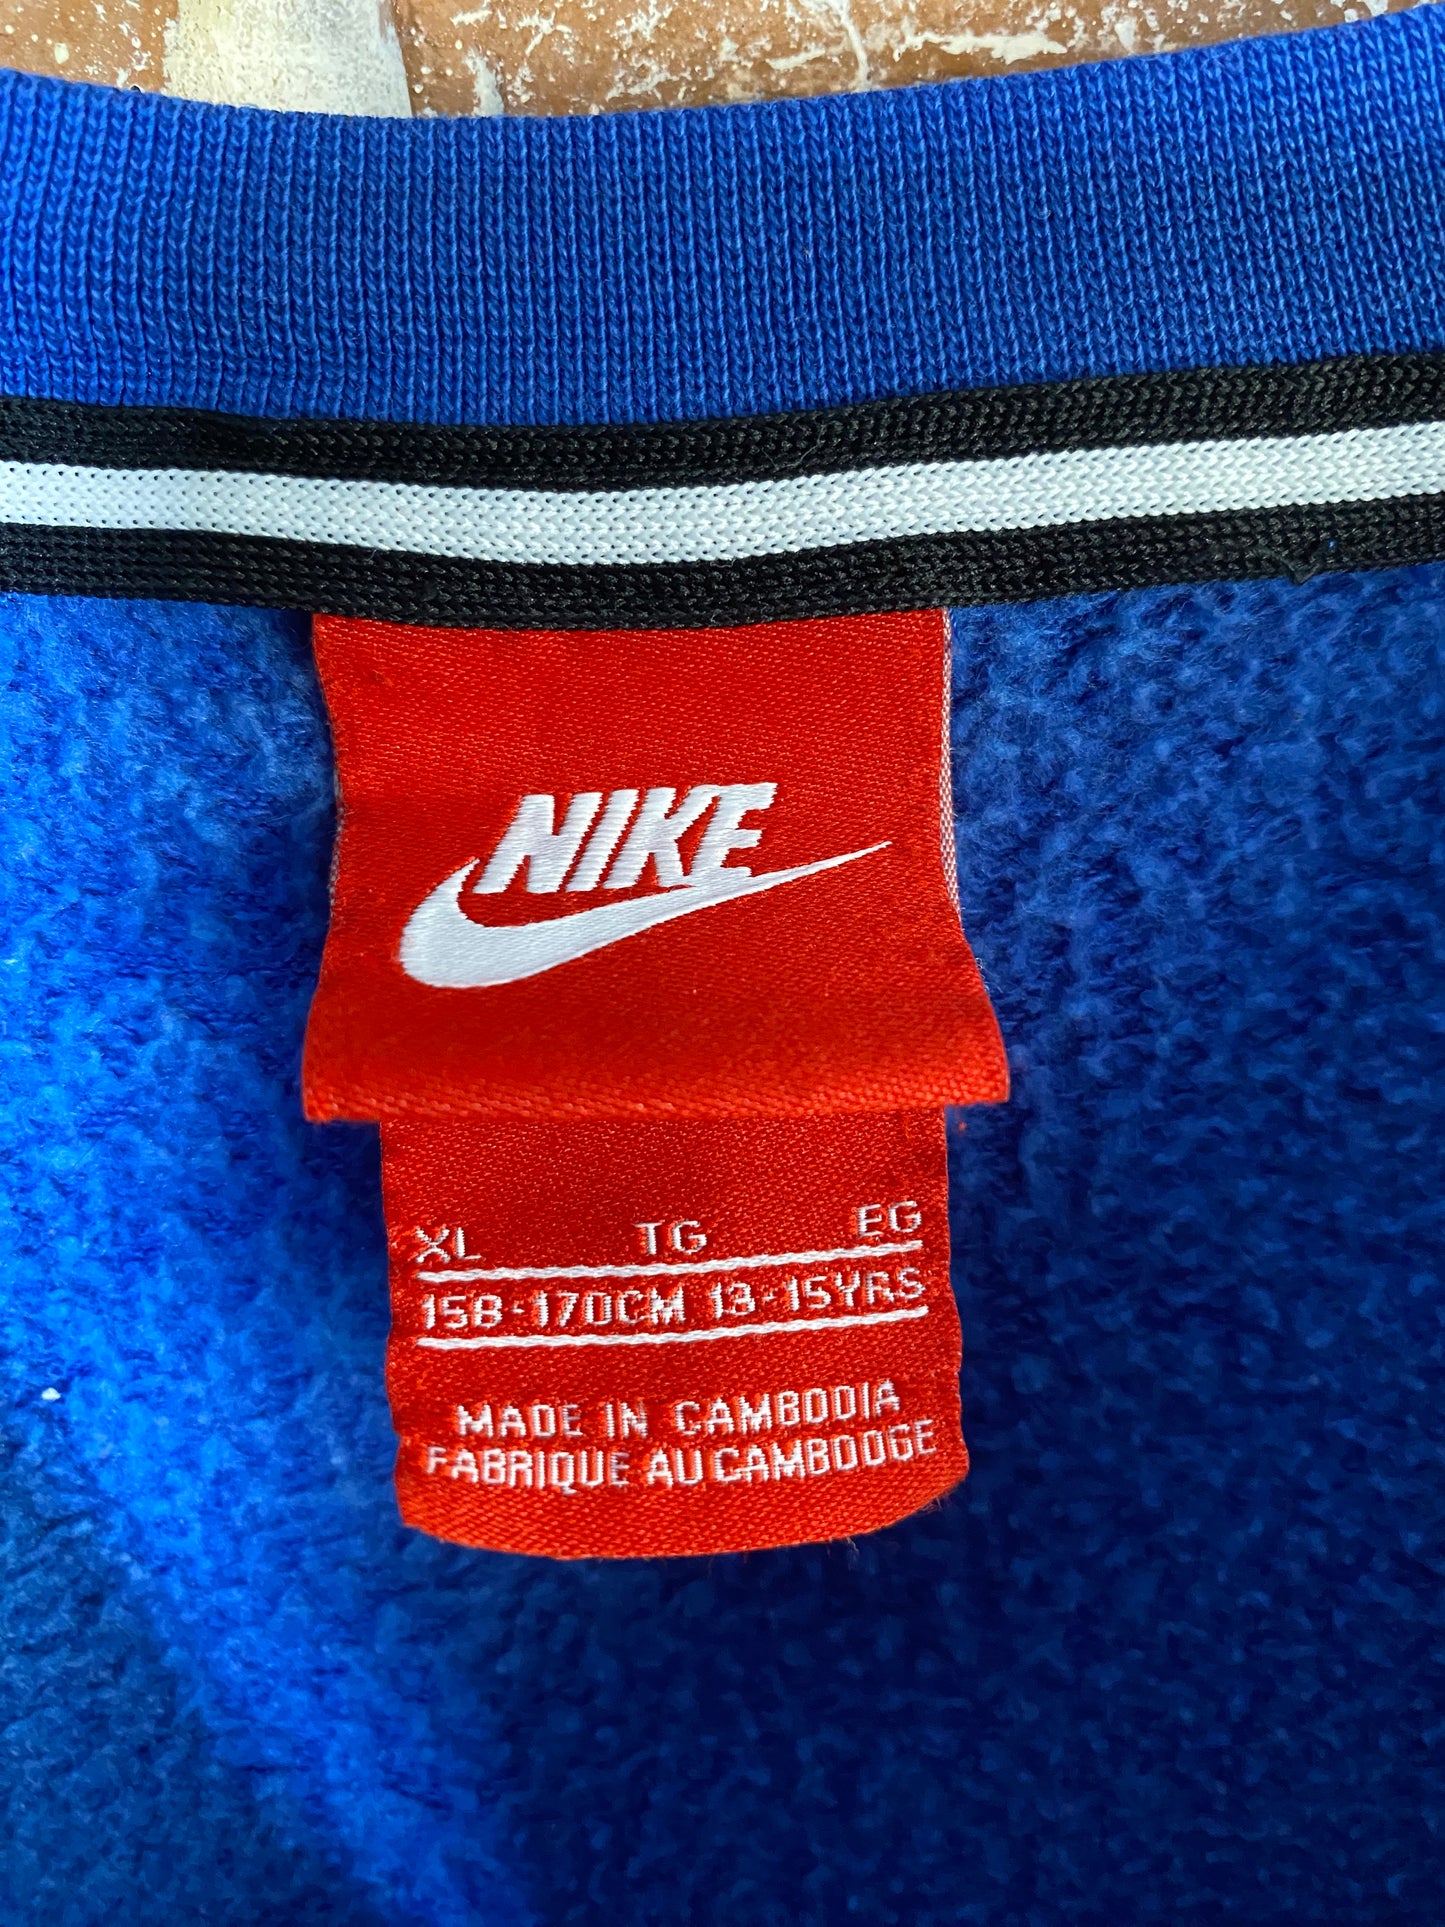 NIKE
XL TG EG
158-170CM 13-15YRS
MADE IN CAMBODIA
FABRIQUE AU CAMBODGE